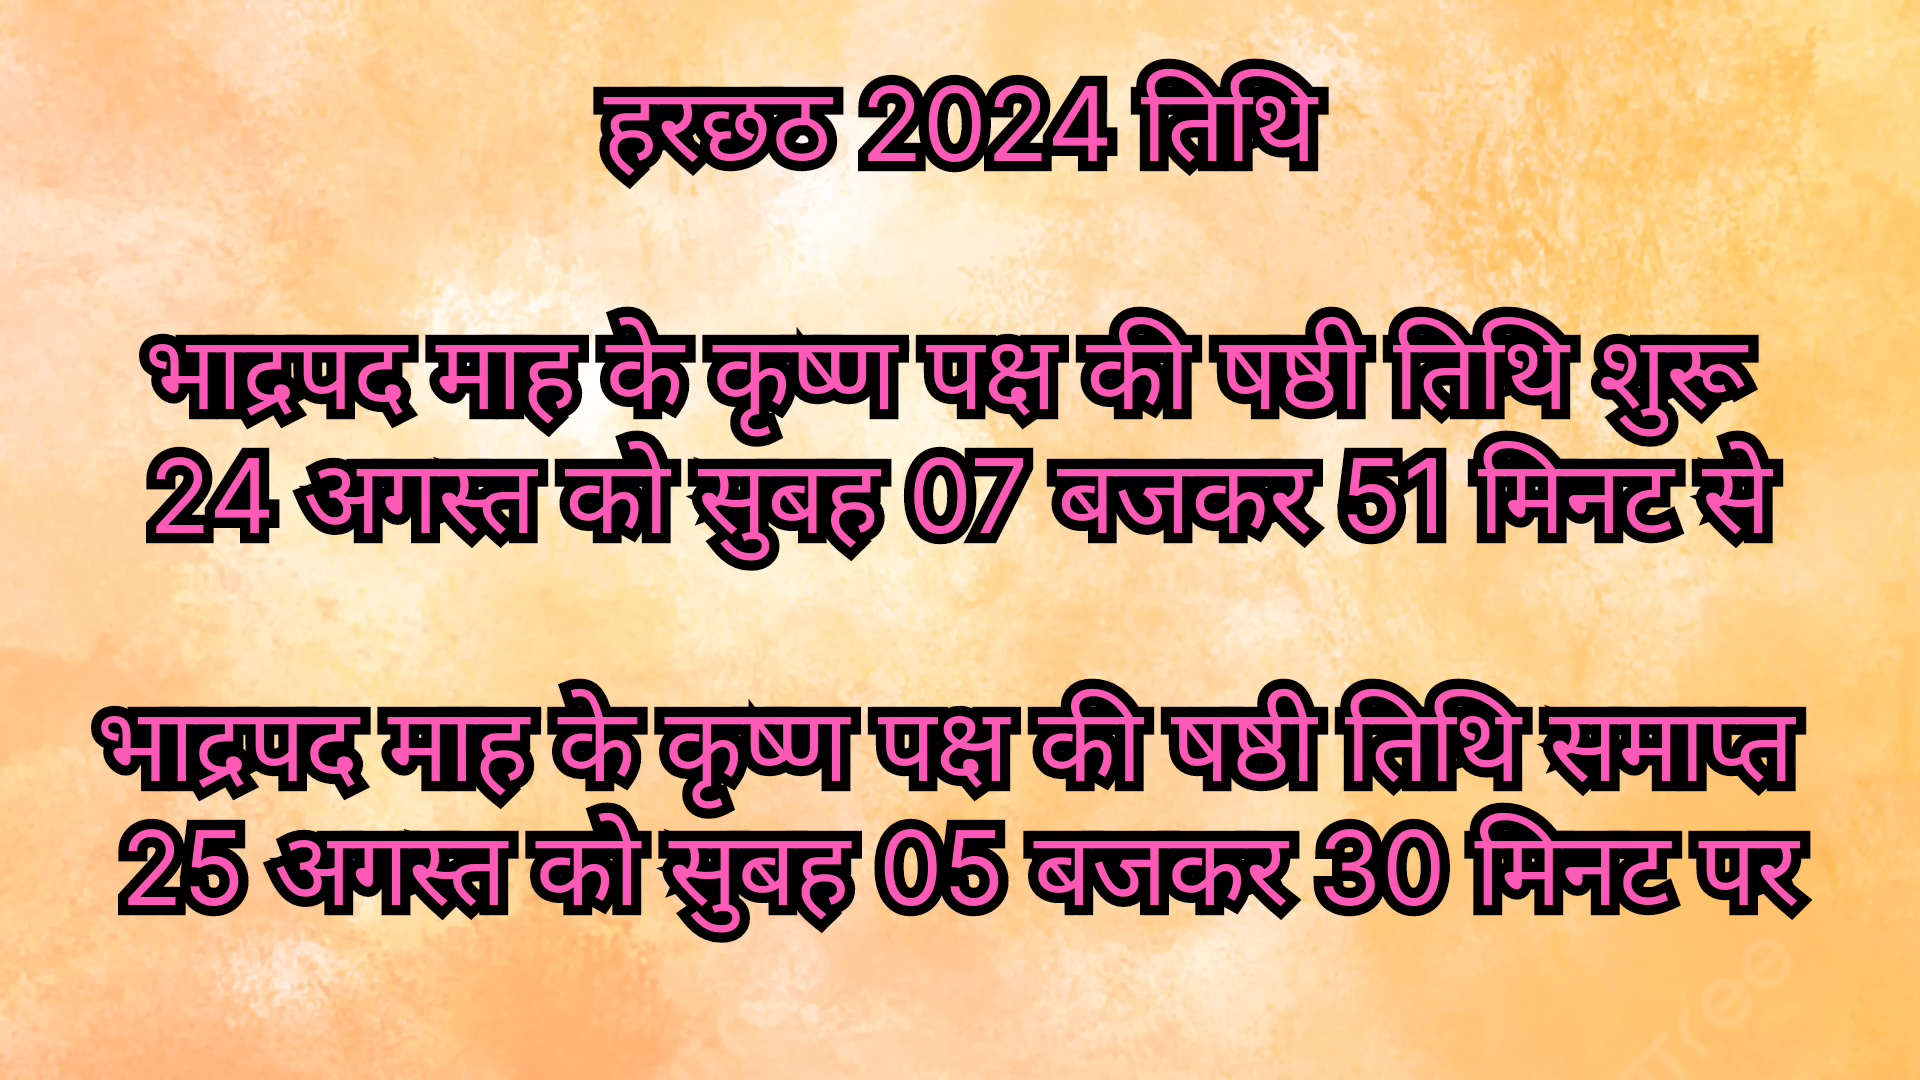 हरछठ 2024 तिथि
भाद्रपद माह के कृष्ण पक्ष की षष्ठी तिथि शुरू
24 अगस्त को सुबह 07 बजकर 51 मिनट से
भाद्रपद माह के कृष्ण पक्ष की षष्ठी तिथि समाप्त
25 अगस्त को सुबह 05 बजकर 30 मिनट पर